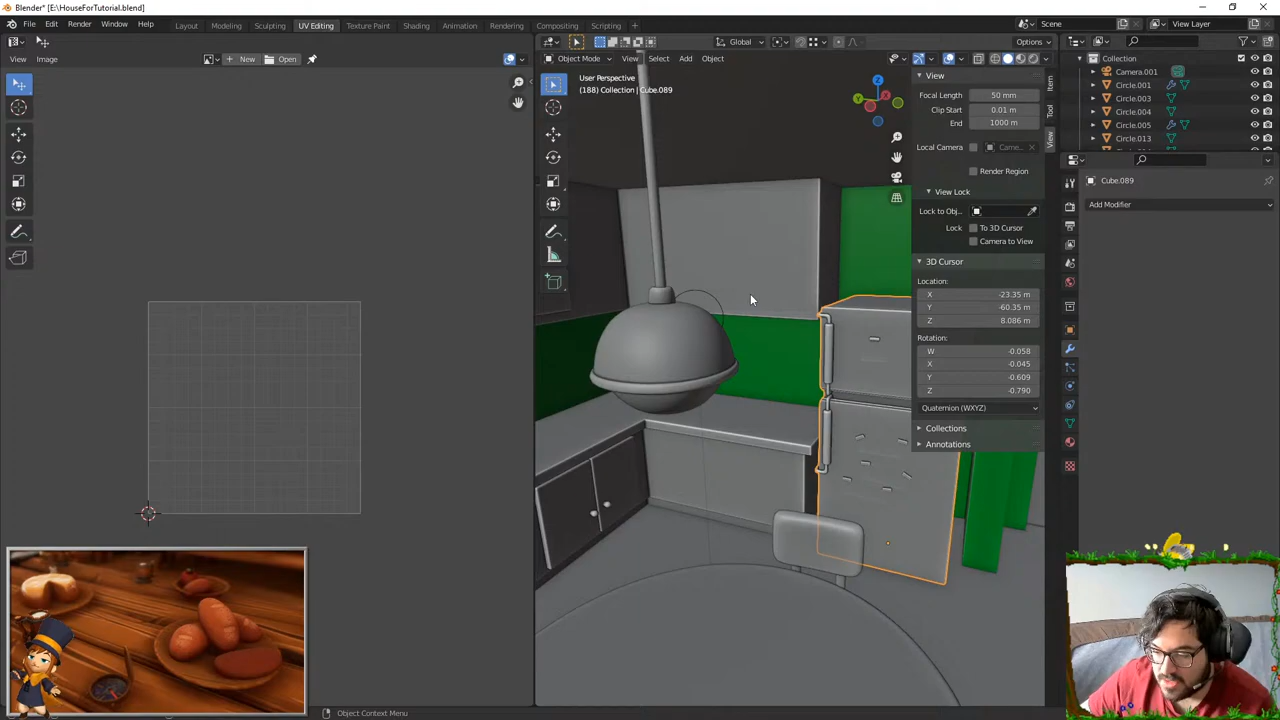 Blender* [E:\HouseForTutorial.blend]
File Edit Render Window Help Layout Modeling Sculpting UV Editing Texture Paint Shading Animation Rendering Compositing Scripting + Scene View Layer
Global Options
View Image New Open Object Mode View Select Add Object
User Perspective
(188) Collection | Cube.089
Z
Y
X
View
Focal Length 50 mm
Clip Start 0.01 m
End 1000 m
Local Camera Came...
Render Region
View Lock
Lock to Obj...
Lock To 3D Cursor
Camera to View
3D Cursor
Location:
X -23.35 m
Y -60.35 m
Z 8.086 m
Rotation:
W -0.058
X -0.045
Y -0.609
Z -0.790
Quaternion (WXYZ)
Collections
Annotations
Item
Tool
View
Collection
Camera.001
Circle.001
Circle.003
Circle.004
Circle.005
Circle.013
Cube.089
Add Modifier
Object Context Menu